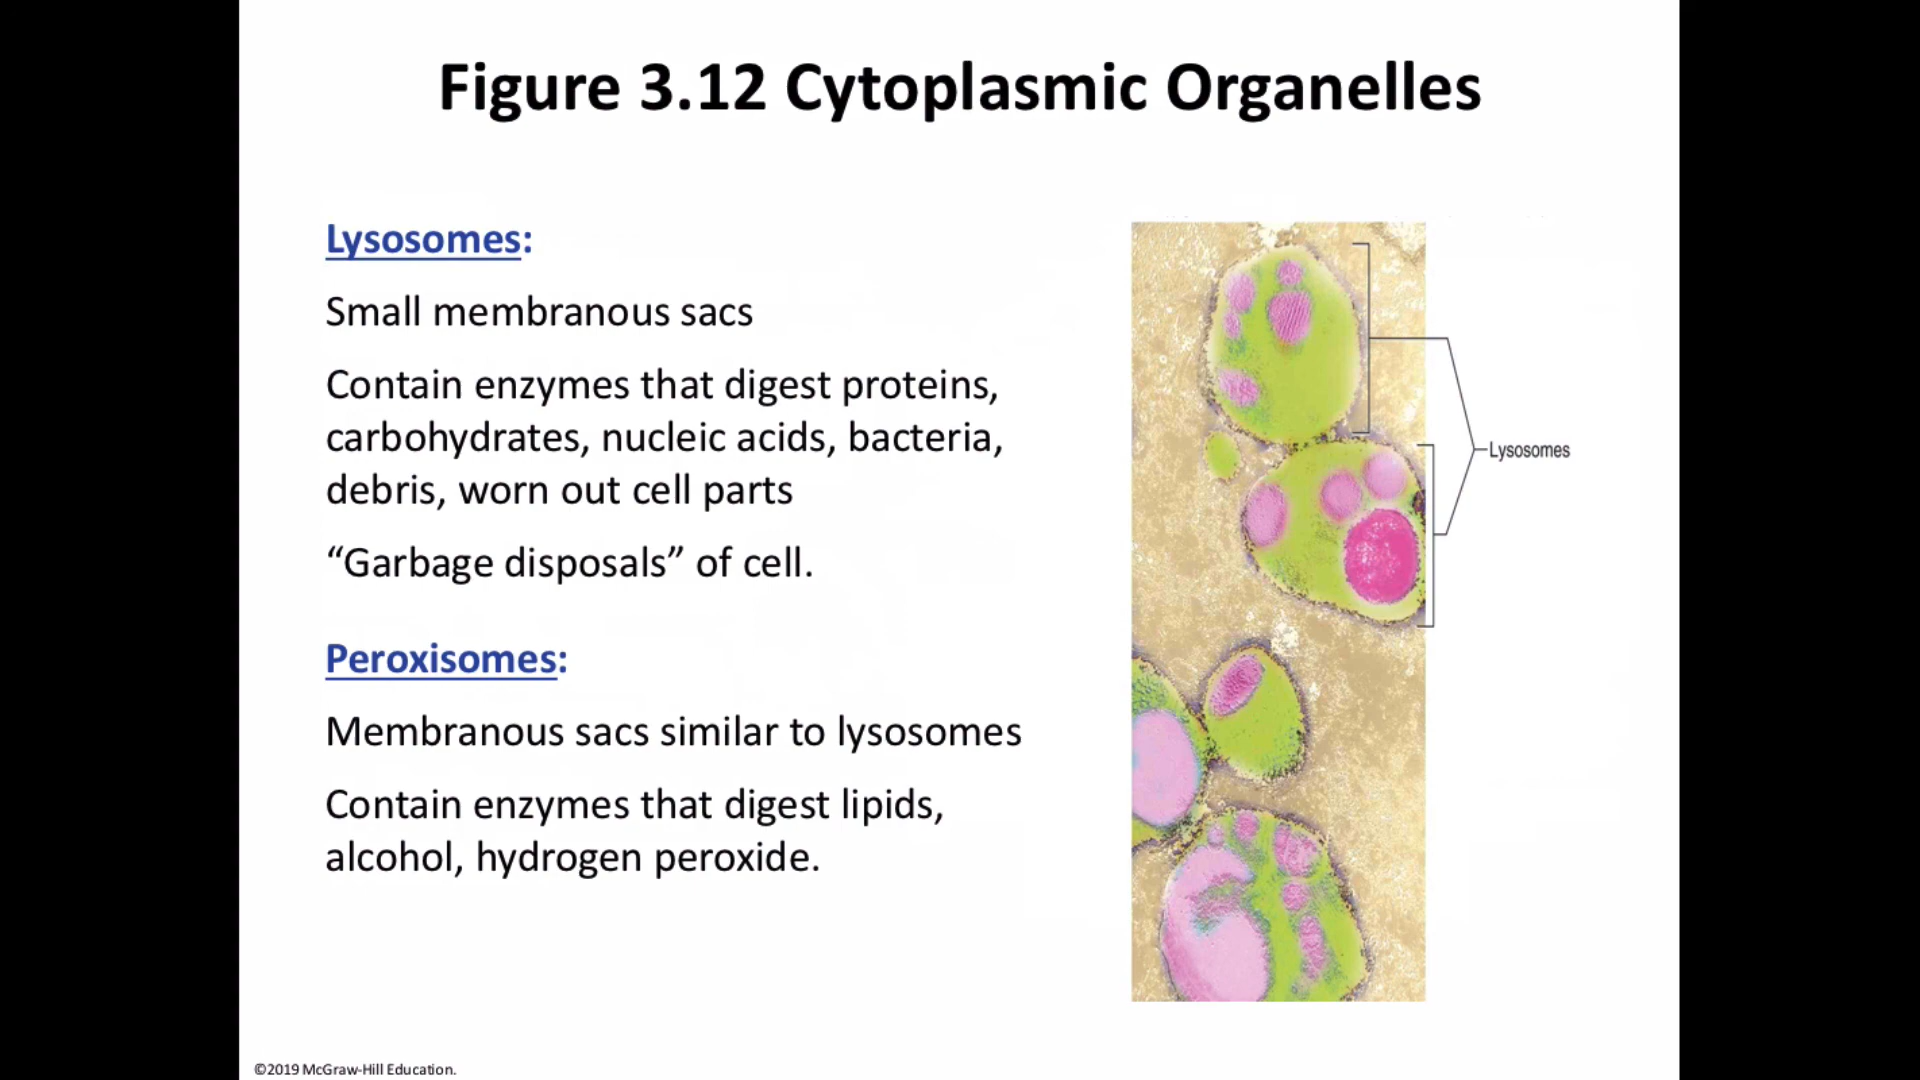 Figure 3.12 Cytoplasmic Organelles
Lysosomes:
Small membranous sacs
Contain enzymes that digest proteins,
carbohydrates, nucleic acids, bacteria,
debris, worn out cell parts
“Garbage disposals” of cell.
Peroxisomes:
Membranous sacs similar to lysosomes
Contain enzymes that digest lipids,
alcohol, hydrogen peroxide.
Lysosomes
©2019 McGraw-Hill Education.